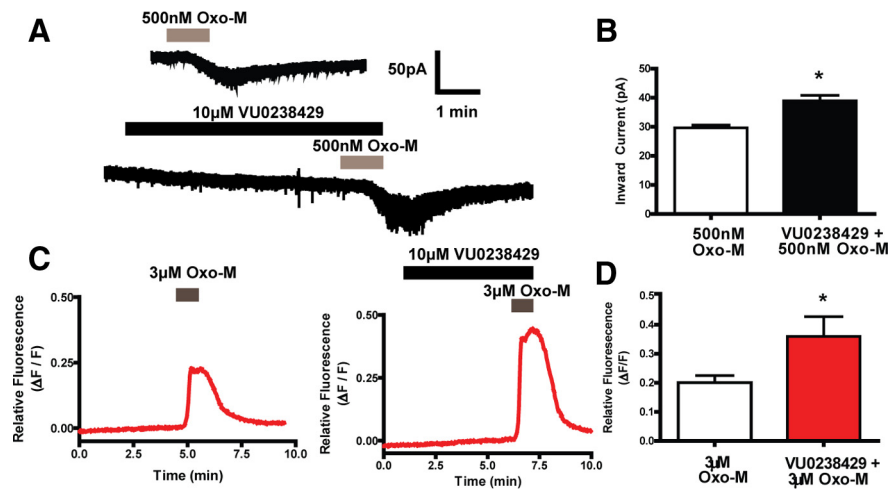 A
500nM Oxo-M
50pA
1 min
10µM VU0238429
500nM Oxo-M
B
Inward Current (pA)
50
40
30
20
10
0
*
500nM
Oxo-M
VU0238429 +
500nM Oxo-M
C
3µM Oxo-M
Relative Fluorescence
(ΔF / F)
0.50
0.25
0.00
0.0
2.5
5.0
7.5
10.0
Time (min)
10µM VU0238429
3µM Oxo-M
Relative Fluorescence
(ΔF / F)
0.50
0.25
0.00
0.0
2.5
5.0
7.5
10.0
Time (min)
D
Relative Fluoresecence
(ΔF/F)
0.5
0.4
0.3
0.2
0.1
0.0
*
3µM
Oxo-M
VU0238429 +
3µM Oxo-M